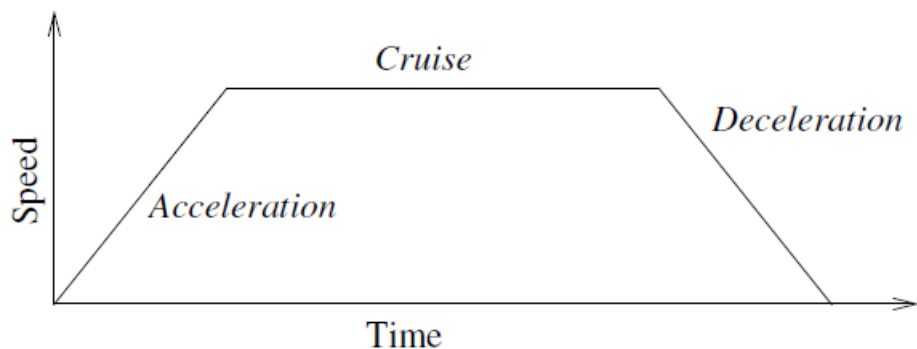 Cruise
Deceleration
Speed
Acceleration
Time